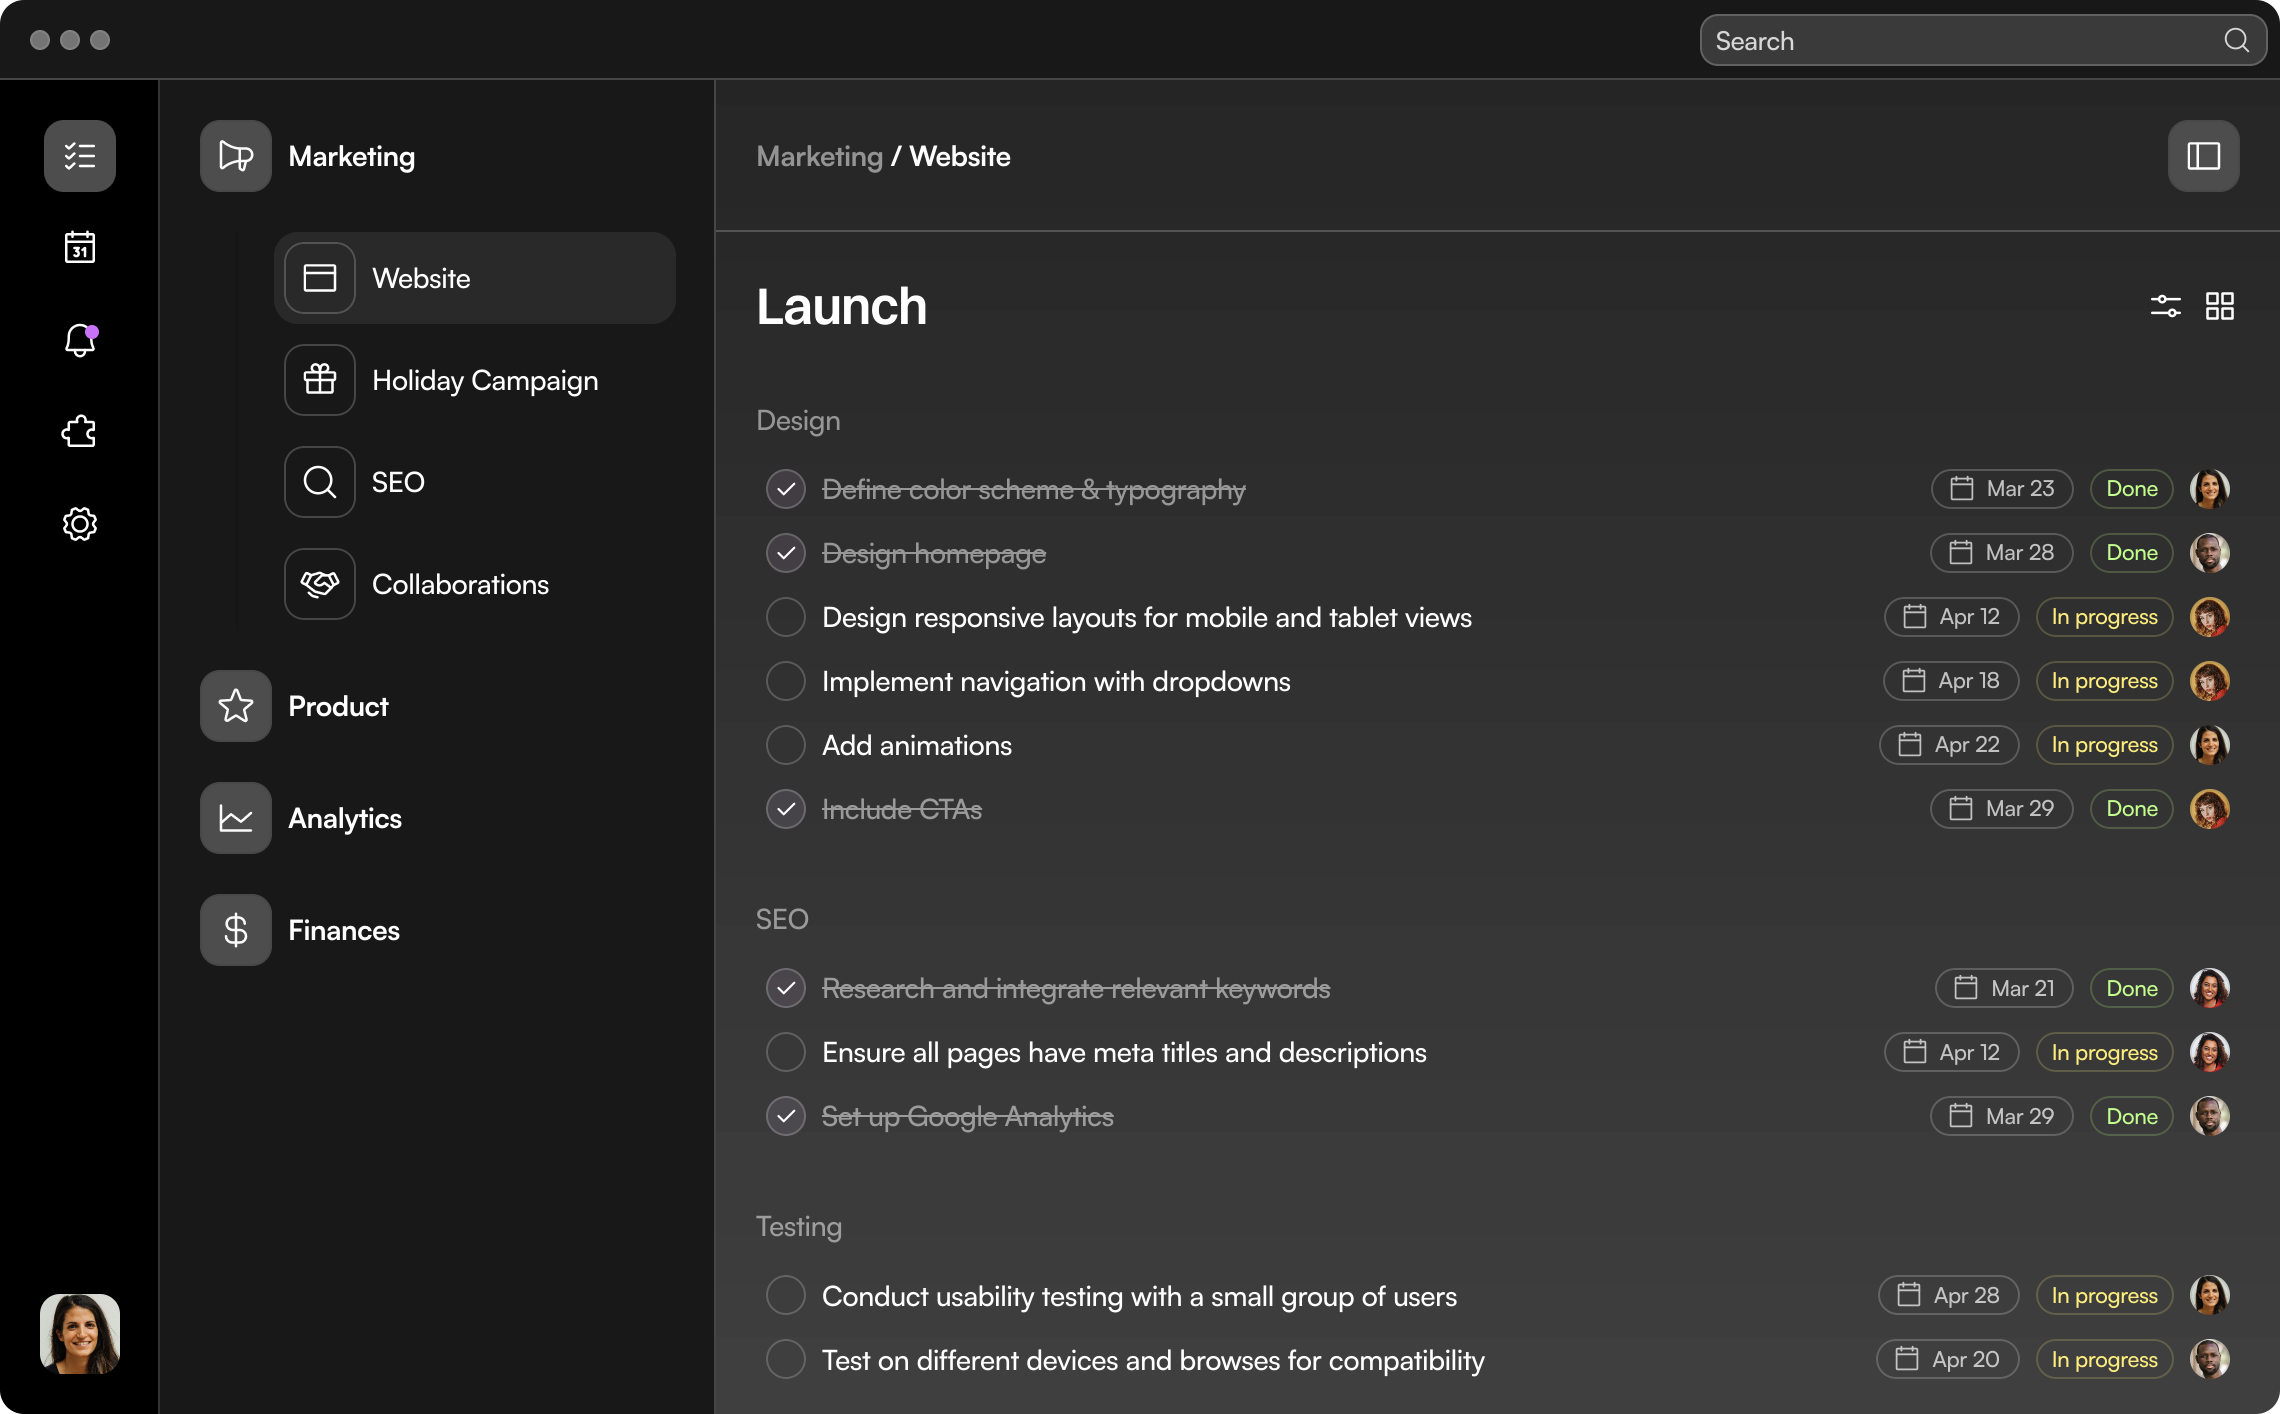 Search
31
Marketing
Website
Holiday Campaign
SEO
Collaborations
Product
Analytics
Finances
Marketing / Website
Launch
Design
Define color scheme & typography Mar 23 Done
Design homepage Mar 28 Done
Design responsive layouts for mobile and tablet views Apr 12 In progress
Implement navigation with dropdowns Apr 18 In progress
Add animations Apr 22 In progress
Include CTAs Mar 29 Done
SEO
Research and integrate relevant keywords Mar 21 Done
Ensure all pages have meta titles and descriptions Apr 12 In progress
Set up Google Analytics Mar 29 Done
Testing
Conduct usability testing with a small group of users Apr 28 In progress
Test on different devices and browses for compatibility Apr 20 In progress